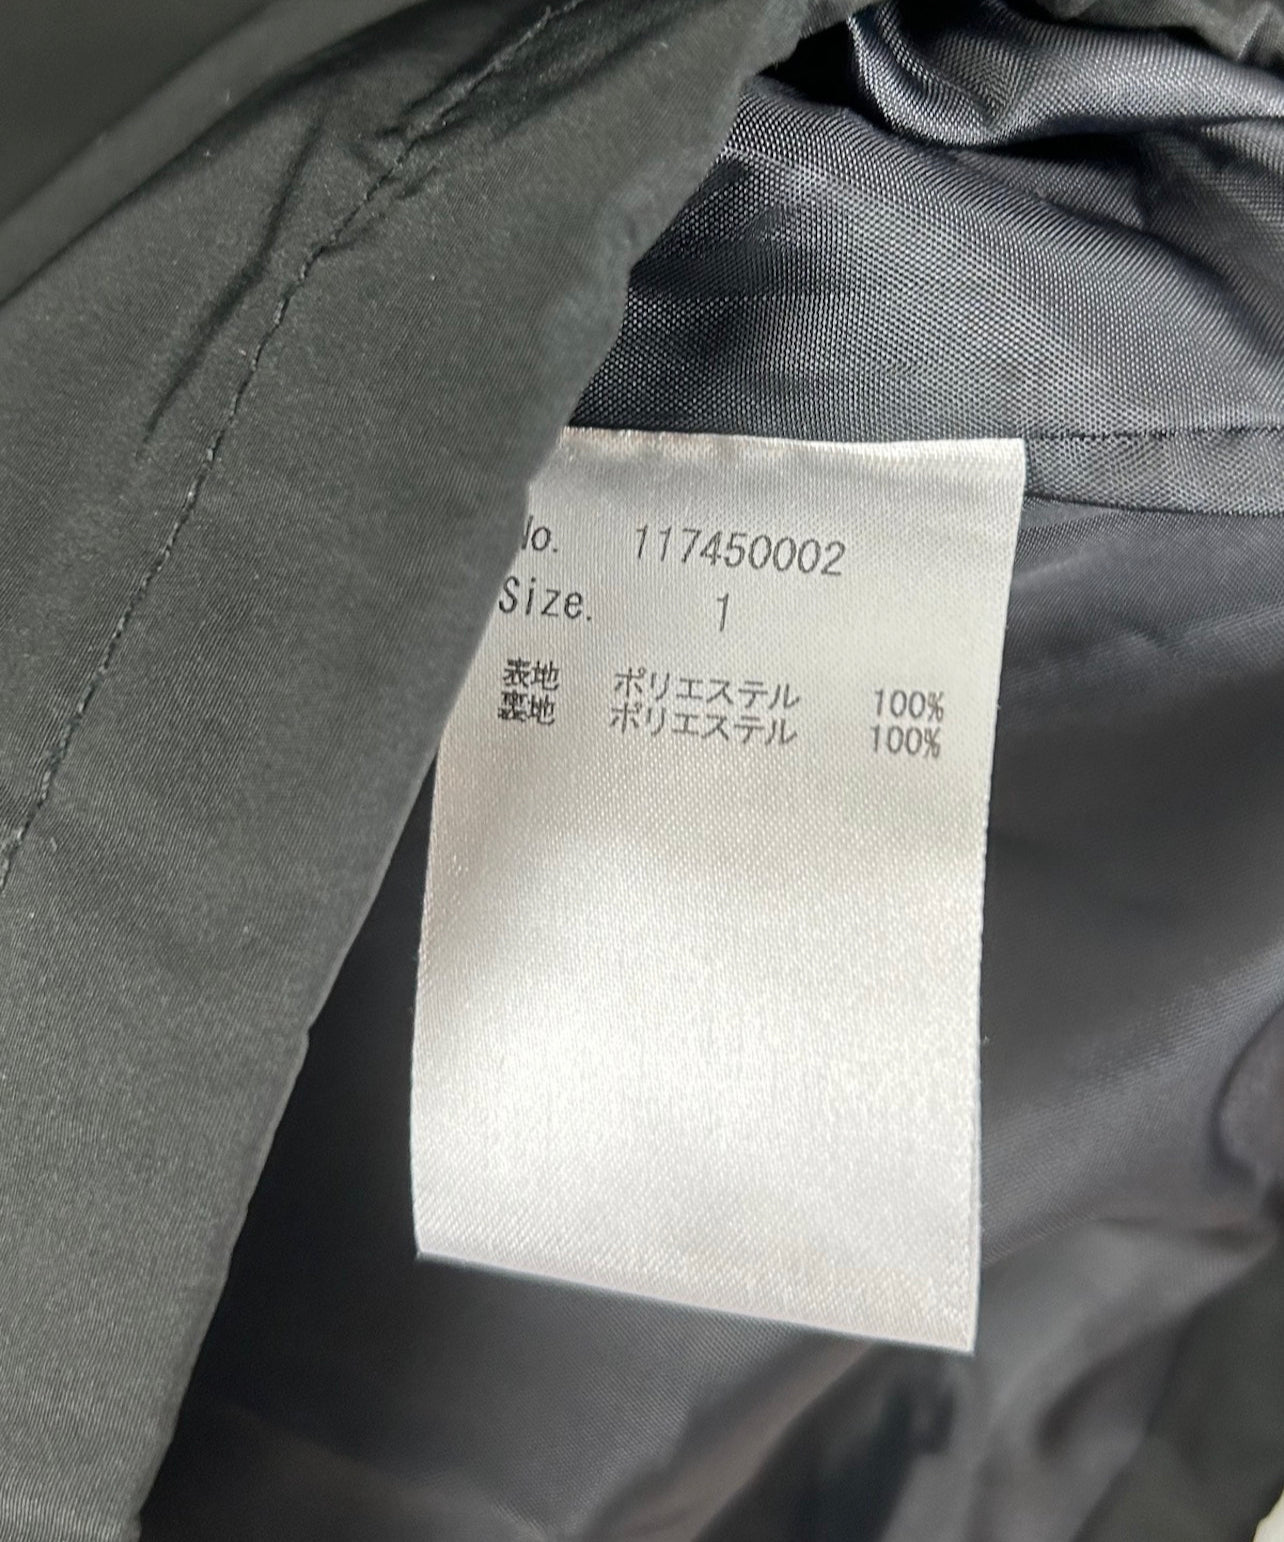 No. 117450002
Size. 1
表地 ポリエステル 100%
裏地 ポリエステル 100%